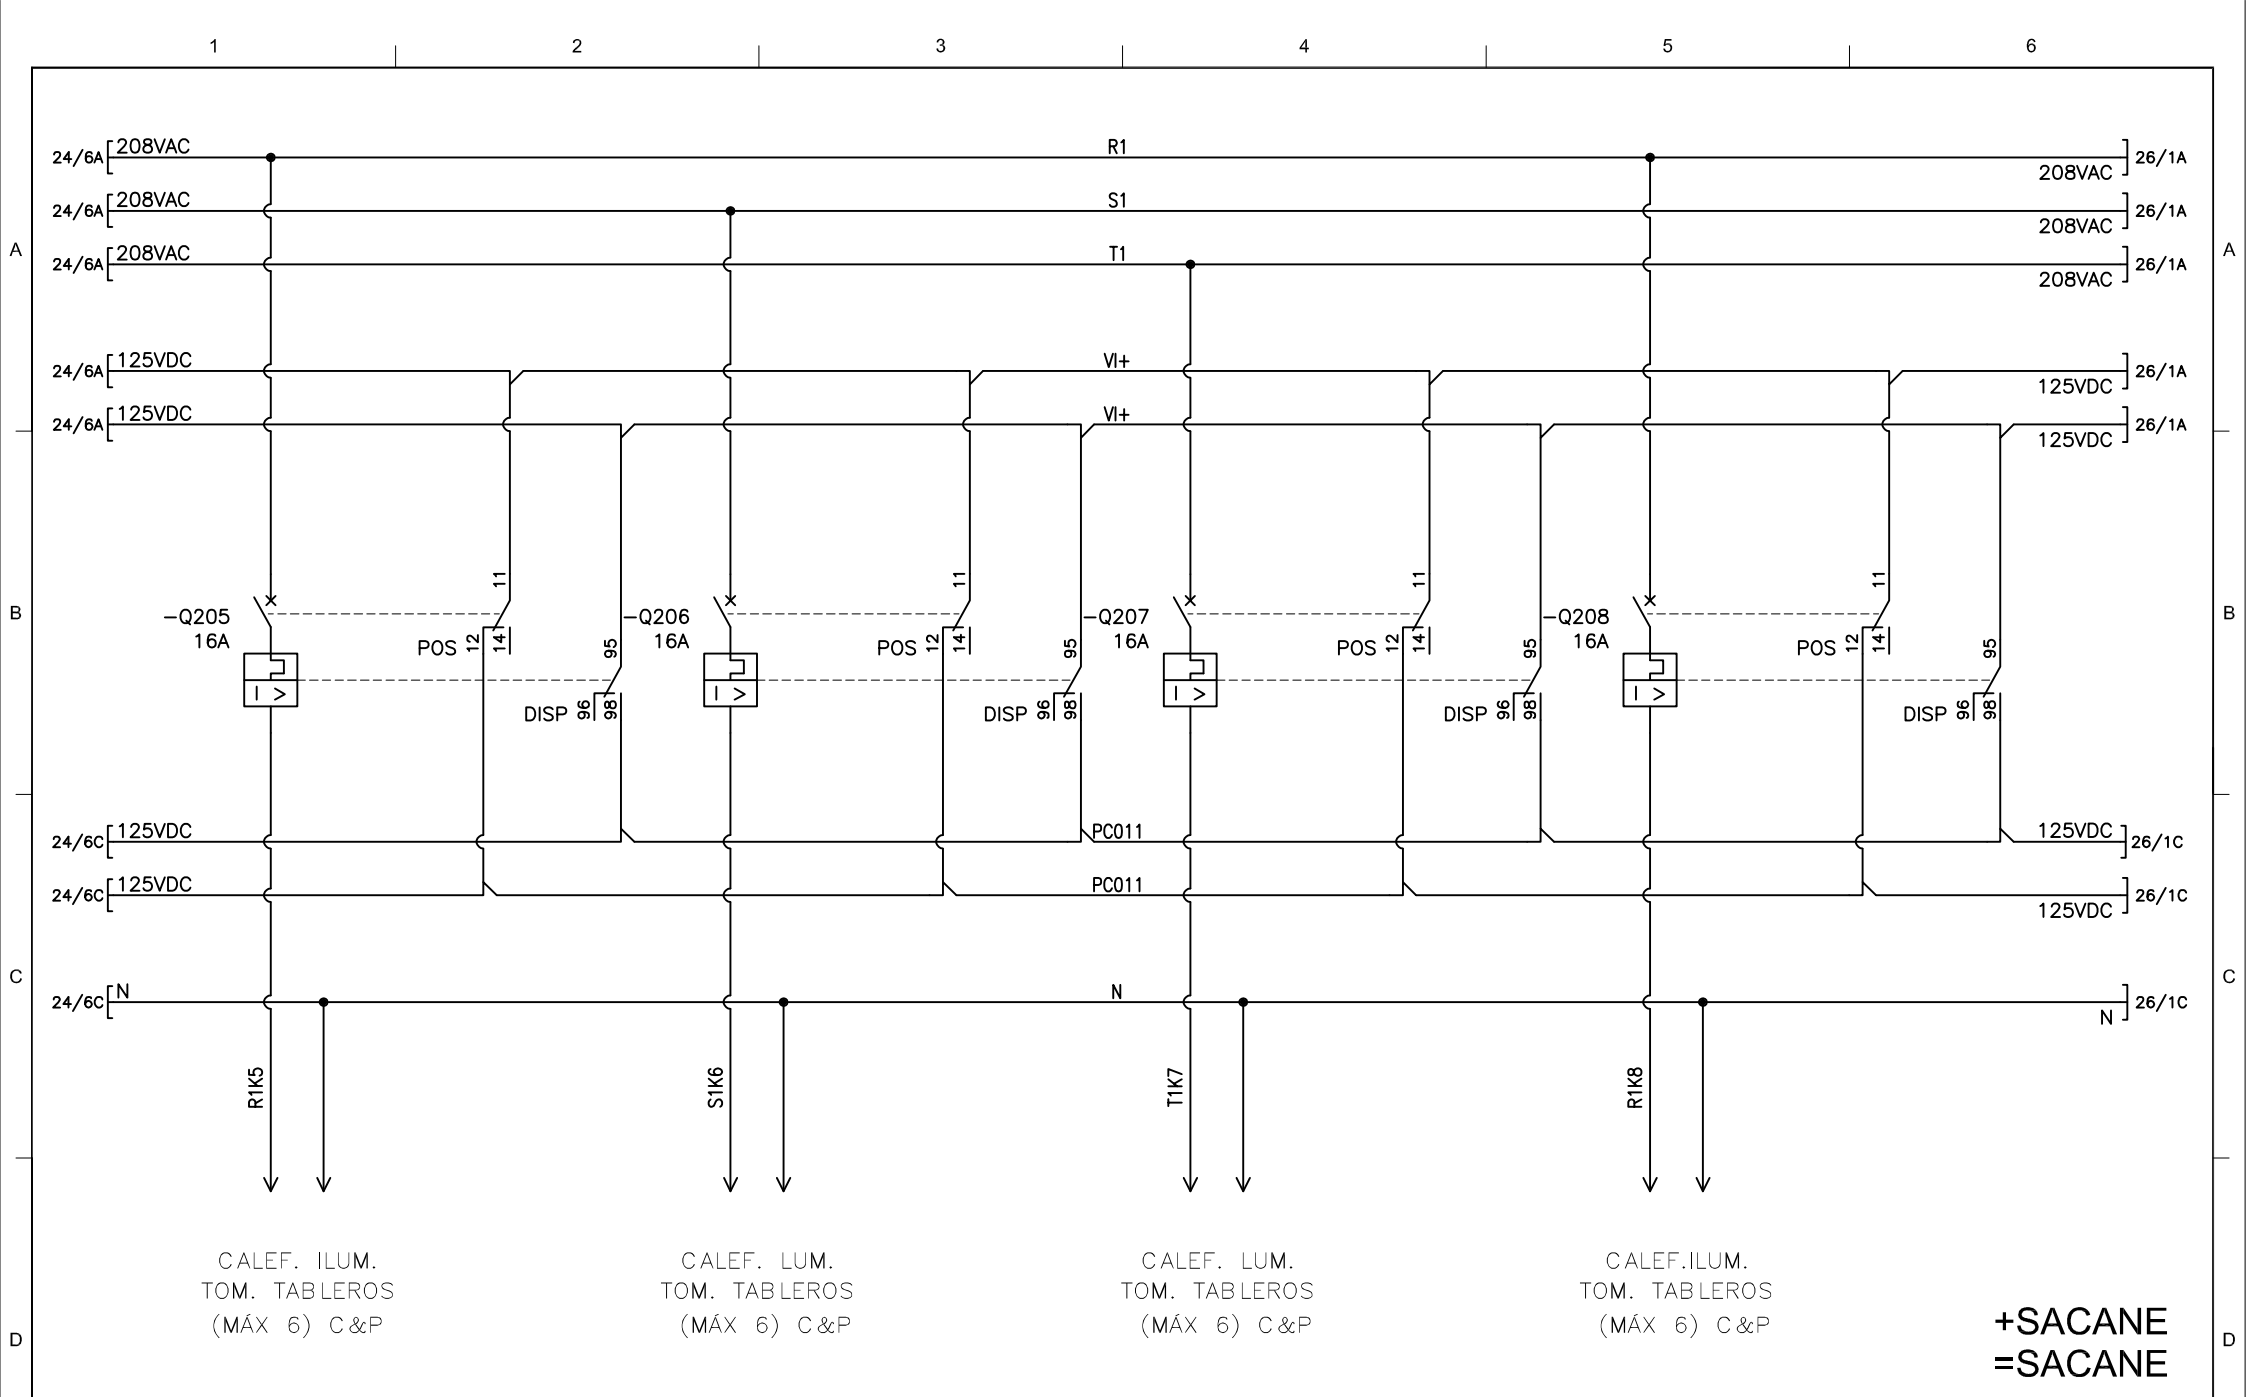 1 2 3 4 5 6
24/6A 208VAC R1 208VAC 26/1A
24/6A 208VAC S1 208VAC 26/1A
A 24/6A 208VAC T1 208VAC 26/1A A
24/6A 125VDC VI+ 125VDC 26/1A
24/6A 125VDC VI+ 125VDC 26/1A
11 11 11 11
B B
-Q205 16A POS 12 14 95 DISP 96 98
-Q206 16A POS 12 14 95 DISP 96 98
-Q207 16A POS 12 14 95 DISP 96 98
-Q208 16A POS 12 14 95 DISP 96 98
I > I > I > I >
24/6C 125VDC PC011 125VDC 26/1C
24/6C 125VDC PC011 125VDC 26/1C
C C
24/6C N N N 26/1C
R1K5 S1K6 T1K7 R1K8
CALEF. ILUM.
TOM. TABLEROS
(MÁX 6) C&P
CALEF. LUM.
TOM. TABLEROS
(MÁX 6) C&P
CALEF. LUM.
TOM. TABLEROS
(MÁX 6) C&P
CALEF.ILUM.
TOM. TABLEROS
(MÁX 6) C&P
D D
+SACANE
=SACANE